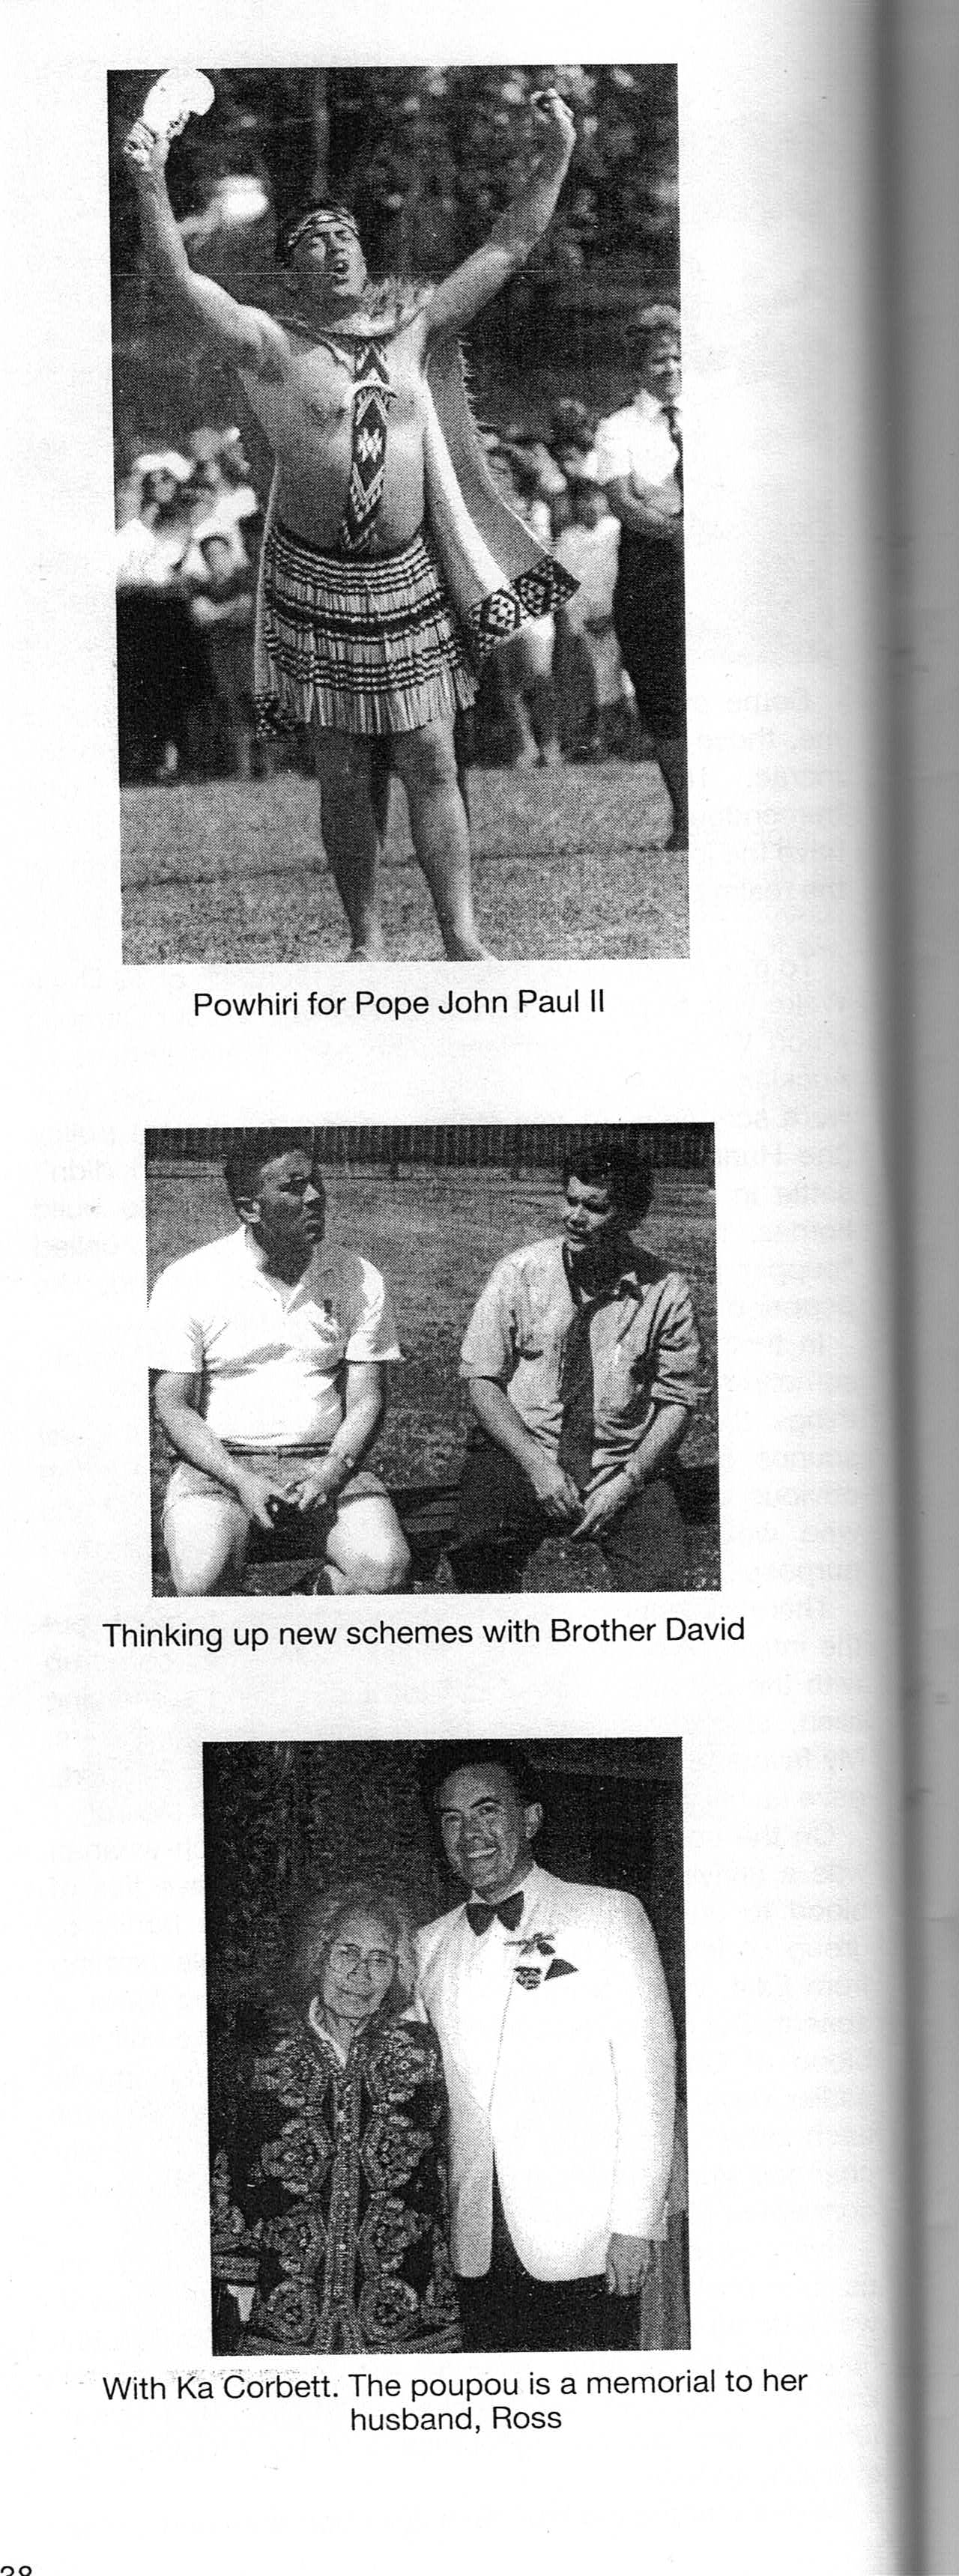 Powhiri for Pope John Paul II
Thinking up new schemes with Brother David
With Ka Corbett. The poupou is a memorial to her
husband, Ross